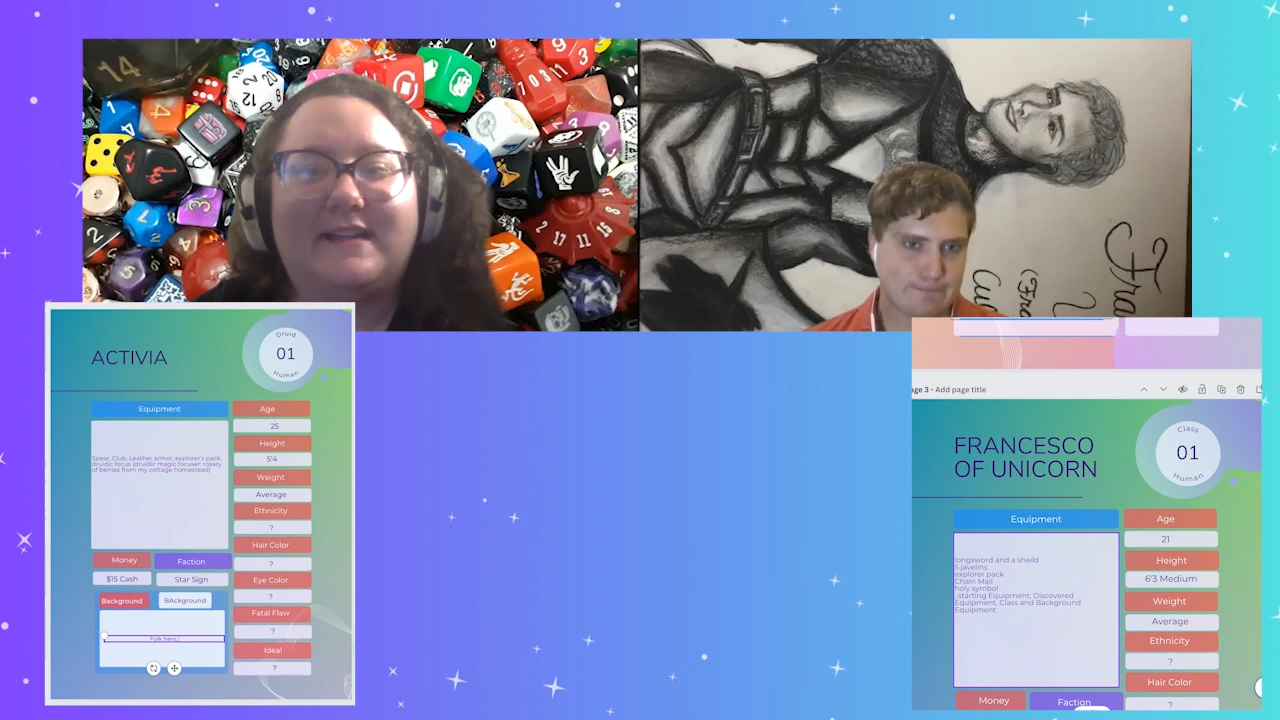 14
Fra
(Fra
Cu
ACTIVIA
Druid
01
Human
Equipment
Spear, Club, Leather armor, explorer's pack,
druidic focus (druidic magic focuser: rosary
of berries from my cottage homestead)
Age
25
Height
5'4
Weight
Average
Ethnicity
?
Hair Color
?
Eye Color
?
Fatal Flaw
?
Ideal
?
Money
$15 Cash
Faction
Star Sign
Background
BAckground
Folk hero,
age 3 - Add page title
FRANCESCO
OF UNICORN
Class
01
Human
Equipment
longsword and a sheild
5 javelins
explorer pack
Chain Mail
holy symbol
, starting Equipment, Discovered
Equipment, Class and Background
Equipment
Age
21
Height
6'3 Medium
Weight
Average
Ethnicity
?
Hair Color
?
Money
Faction